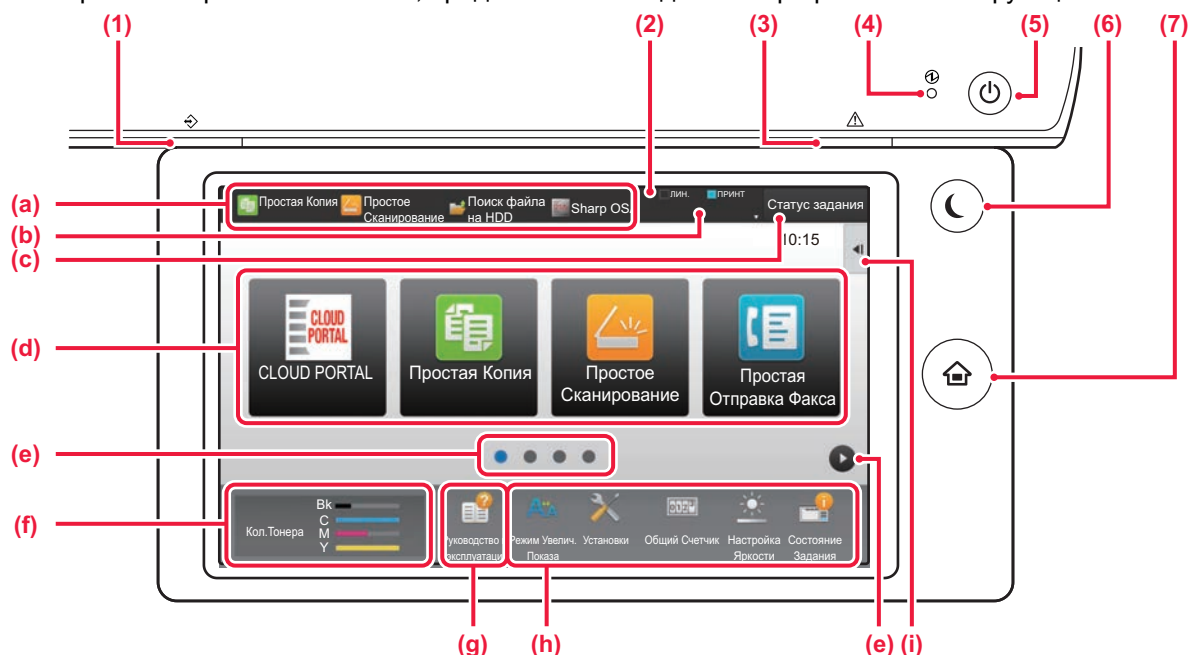 (1)
(2)
(3)
(4)
(5)
(6)
(7)
(a)
Простая Копия
Простое
Сканирование
Поиск файла
на HDD
Sharp OS
ЛИН.
ПРИНТ
Статус задания
(b)
(c)
10:15
(d)
CLOUD
PORTAL
CLOUD PORTAL
Простая Копия
Простое
Сканирование
Простая
Отправка Факса
(e)
(e)
(f)
Кол.Тонера
Bk
C
M
Y
Руководство
эксплуатаци
Режим Увелич.
Показа
Установки
Общий Счетчик
Настройка
Яркости
Состояние
Задания
(g)
(h)
(e)
(i)